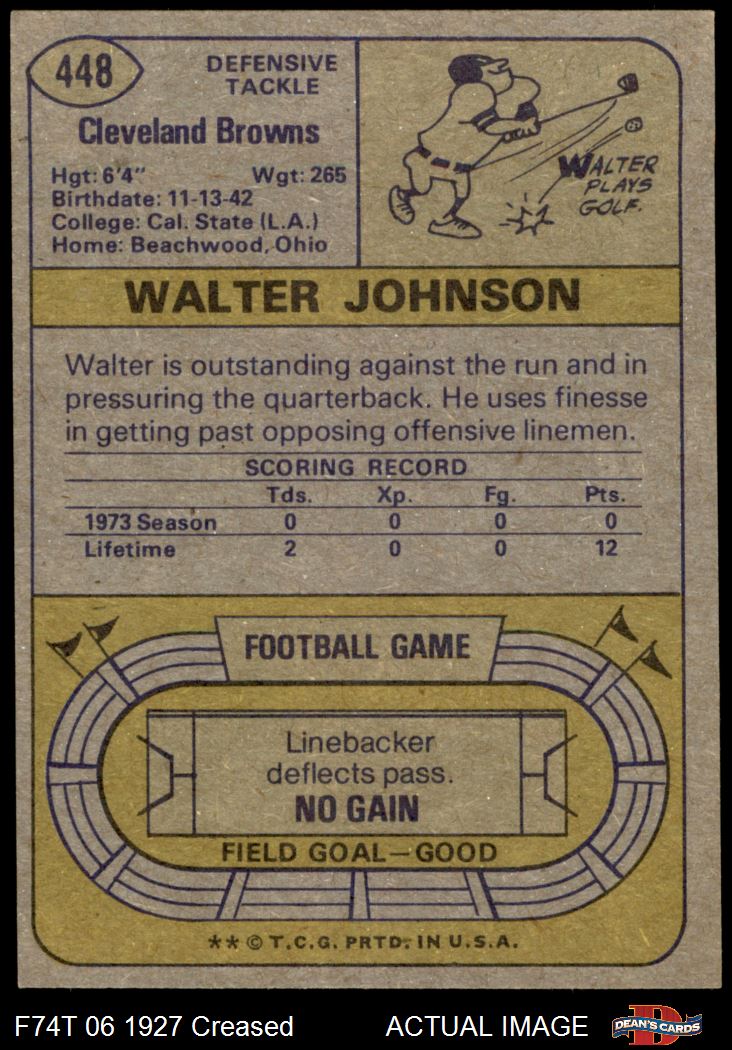 448
DEFENSIVE
TACKLE
Cleveland Browns
Hgt: 6'4" Wgt: 265
Birthdate: 11-13-42
College: Cal. State (L.A.)
Home: Beachwood, Ohio
WALTER
PLAYS
GOLF.
WALTER JOHNSON
Walter is outstanding against the run and in
pressuring the quarterback. He uses finesse
in getting past opposing offensive linemen.
SCORING RECORD
Tds. Xp. Fg. Pts.
1973 Season 0 0 0 0
Lifetime 2 0 0 12
FOOTBALL GAME
Linebacker
deflects pass.
NO GAIN
FIELD GOAL—GOOD
** © T.C.G. PRTD. IN U.S.A.
F74T 06 1927 Creased ACTUAL IMAGE
D
DEAN'S CARDS